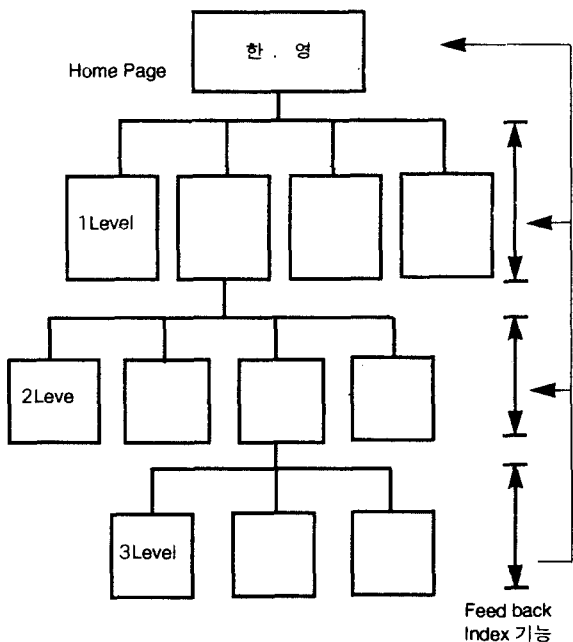 한 . 영
Home Page
1Level
2Leve
3Level
Feed back
Index 기능